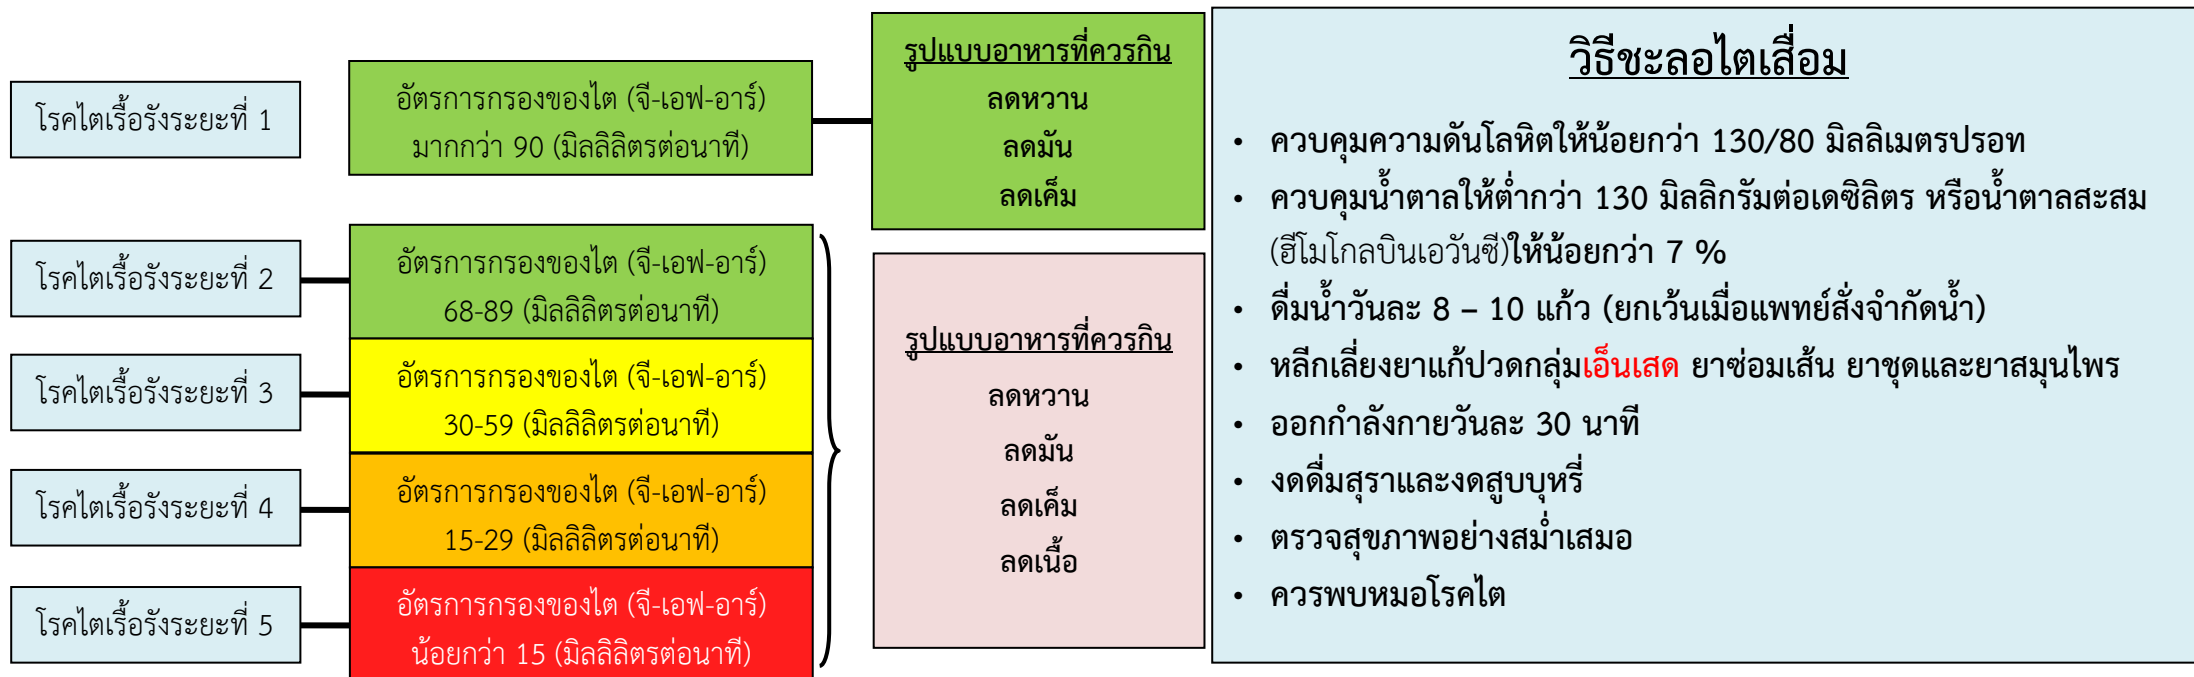 โรคไตเรื้อรังระยะที่ 1
อัตราการกรองของไต (จี-เอฟ-อาร์)
มากกว่า 90 (มิลลิลิตรต่อนาที)
รูปแบบอาหารที่ควรกิน
ลดหวาน
ลดมัน
ลดเค็ม
โรคไตเรื้อรังระยะที่ 2
อัตรการกรองของไต (จี-เอฟ-อาร์)
68-89 (มิลลิลิตรต่อนาที)
โรคไตเรื้อรังระยะที่ 3
อัตรการกรองของไต (จี-เอฟ-อาร์)
30-59 (มิลลิลิตรต่อนาที)
โรคไตเรื้อรังระยะที่ 4
อัตรการกรองของไต (จี-เอฟ-อาร์)
15-29 (มิลลิลิตรต่อนาที)
โรคไตเรื้อรังระยะที่ 5
อัตรการกรองของไต (จี-เอฟ-อาร์)
น้อยกว่า 15 (มิลลิลิตรต่อนาที)
รูปแบบอาหารที่ควรกิน
ลดหวาน
ลดมัน
ลดเค็ม
ลดเนื้อ
วิธีชะลอไตเสื่อม
• ควบคุมความดันโลหิตให้น้อยกว่า 130/80 มิลลิเมตรปรอท
• ควบคุมน้ำตาลให้ต่ำกว่า 130 มิลลิกรัมต่อเดซิลิตร หรือน้ำตาลสะสม
(ฮีโมโกลบินเอวันซี)ให้น้อยกว่า 7 %
• ดื่มน้ำวันละ 8 – 10 แก้ว (ยกเว้นเมื่อแพทย์สั่งจำกัดน้ำ)
• หลีกเลี่ยงยาแก้ปวดกลุ่มเอ็นเสด ยาซ่อมเส้น ยาชุดและยาสมุนไพร
• ออกกำลังกายวันละ 30 นาที
• งดดื่มสุราและงดสูบบุหรี่
• ตรวจสุขภาพอย่างสม่ำเสมอ
• ควรพบหมอโรคไต